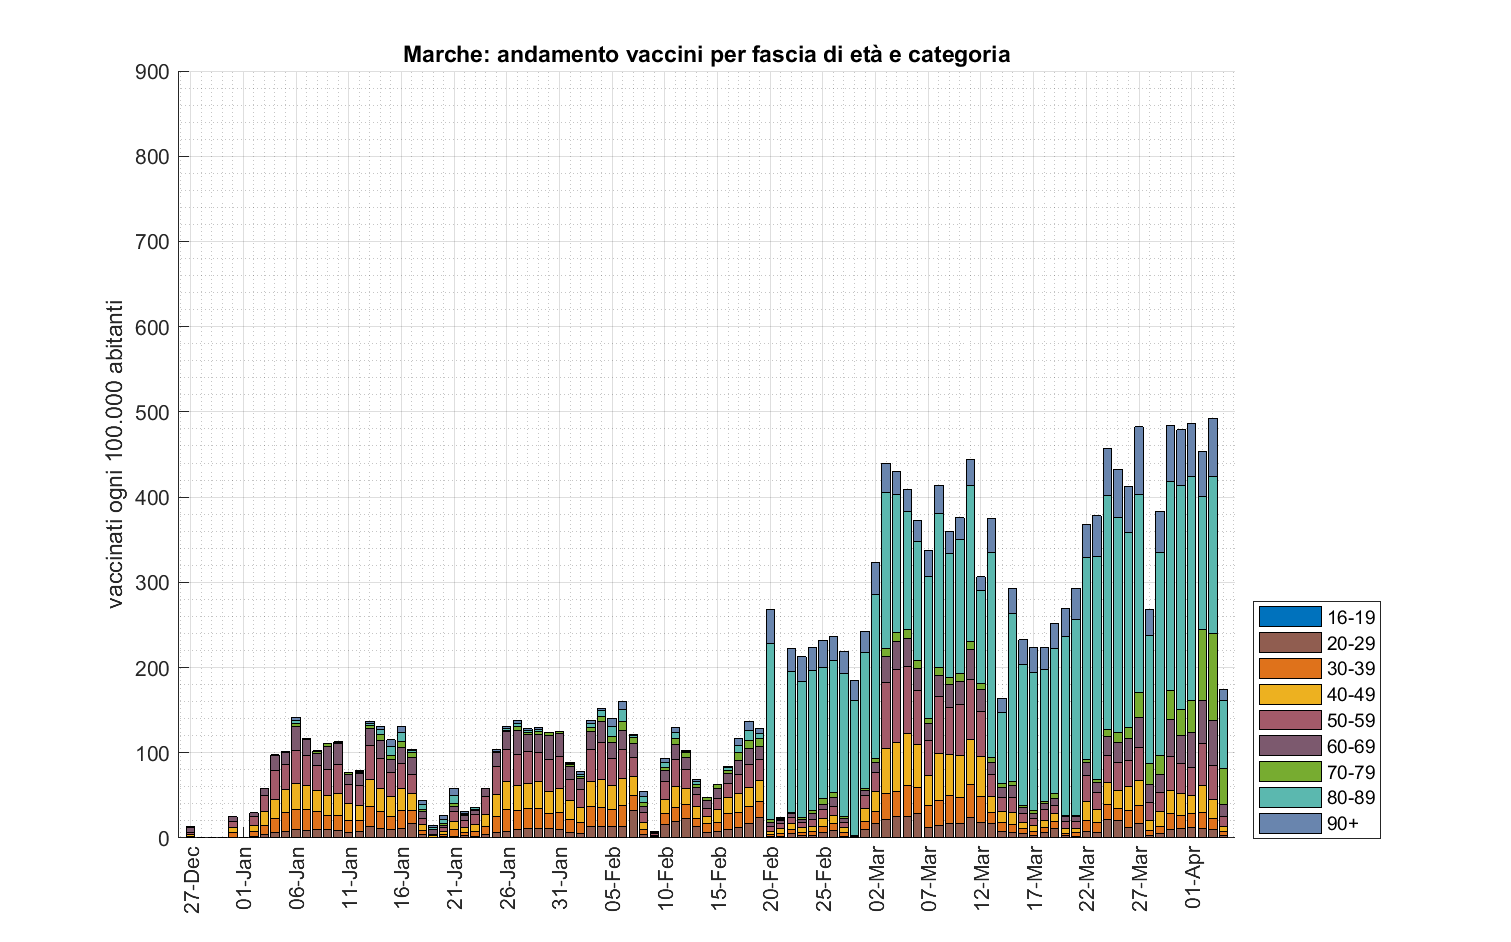 Marche: andamento vaccini per fascia di età e categoria
vaccinati ogni 100.000 abitanti
900
800
700
600
500
400
300
200
100
0
27-Dec
01-Jan
06-Jan
11-Jan
16-Jan
21-Jan
26-Jan
31-Jan
05-Feb
10-Feb
15-Feb
20-Feb
25-Feb
02-Mar
07-Mar
12-Mar
17-Mar
22-Mar
27-Mar
01-Apr
16-19
20-29
30-39
40-49
50-59
60-69
70-79
80-89
90+